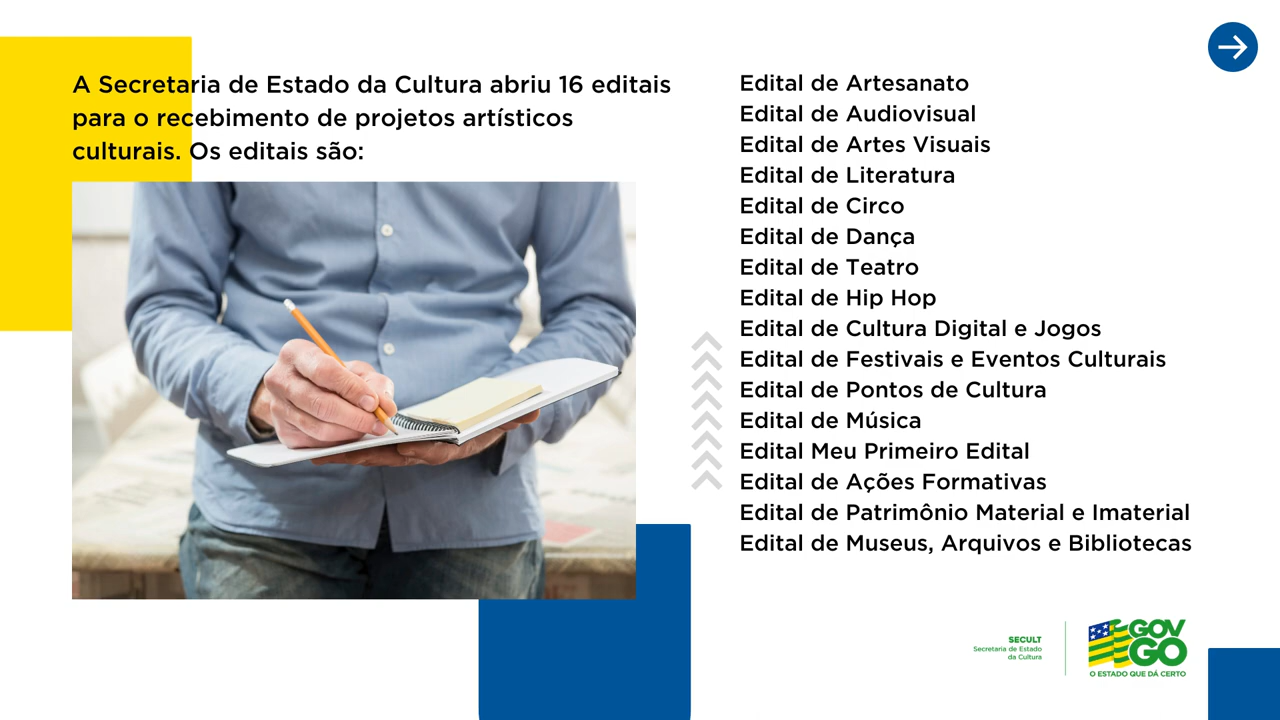 A Secretaria de Estado da Cultura abriu 16 editais
para o recebimento de projetos artísticos
culturais. Os editais são:
Edital de Artesanato
Edital de Audiovisual
Edital de Artes Visuais
Edital de Literatura
Edital de Circo
Edital de Dança
Edital de Teatro
Edital de Hip Hop
Edital de Cultura Digital e Jogos
Edital de Festivais e Eventos Culturais
Edital de Pontos de Cultura
Edital de Música
Edital Meu Primeiro Edital
Edital de Ações Formativas
Edital de Patrimônio Material e Imaterial
Edital de Museus, Arquivos e Bibliotecas
SECULT
Secretaria de Estado
da Cultura
GOV
GO
O ESTADO QUE DÁ CERTO